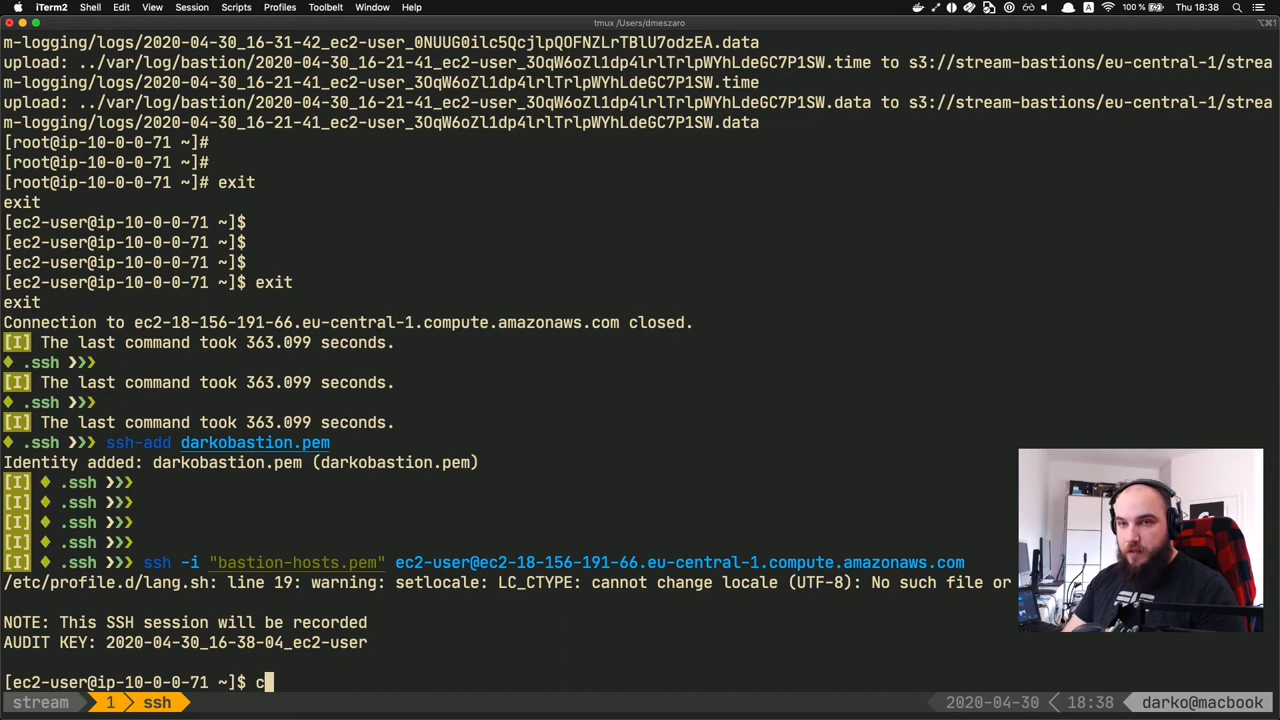 iTerm2 Shell Edit View Session Scripts Profiles Toolbelt Window Help 100 % Thu 18:38
tmux /Users/dmeszaro ⌥⌘1
m-logging/logs/2020-04-30_16-31-42_ec2-user_0NUUG0ilc5QcjlpQOFNZLrTBlU7odzEA.data
upload: ../var/log/bastion/2020-04-30_16-21-41_ec2-user_3OqW6oZl1dp4lrlTrlpWYhLdeGC7P1SW.time to s3://stream-bastions/eu-central-1/strea
m-logging/logs/2020-04-30_16-21-41_ec2-user_3OqW6oZl1dp4lrlTrlpWYhLdeGC7P1SW.time
upload: ../var/log/bastion/2020-04-30_16-21-41_ec2-user_3OqW6oZl1dp4lrlTrlpWYhLdeGC7P1SW.data to s3://stream-bastions/eu-central-1/strea
m-logging/logs/2020-04-30_16-21-41_ec2-user_3OqW6oZl1dp4lrlTrlpWYhLdeGC7P1SW.data
[root@ip-10-0-0-71 ~]#
[root@ip-10-0-0-71 ~]#
[root@ip-10-0-0-71 ~]# exit
exit
[ec2-user@ip-10-0-0-71 ~]$
[ec2-user@ip-10-0-0-71 ~]$
[ec2-user@ip-10-0-0-71 ~]$
[ec2-user@ip-10-0-0-71 ~]$ exit
exit
Connection to ec2-18-156-191-66.eu-central-1.compute.amazonaws.com closed.
[I] The last command took 363.099 seconds.
♦ .ssh ❯❯❯
[I] The last command took 363.099 seconds.
♦ .ssh ❯❯❯
[I] The last command took 363.099 seconds.
♦ .ssh ❯❯❯ ssh-add darkobastion.pem
Identity added: darkobastion.pem (darkobastion.pem)
[I] ♦ .ssh ❯❯❯
[I] ♦ .ssh ❯❯❯
[I] ♦ .ssh ❯❯❯
[I] ♦ .ssh ❯❯❯
[I] ♦ .ssh ❯❯❯ ssh -i "bastion-hosts.pem" ec2-user@ec2-18-156-191-66.eu-central-1.compute.amazonaws.com
/etc/profile.d/lang.sh: line 19: warning: setlocale: LC_CTYPE: cannot change locale (UTF-8): No such file or
NOTE: This SSH session will be recorded
AUDIT KEY: 2020-04-30_16-38-04_ec2-user
[ec2-user@ip-10-0-0-71 ~]$ c
stream 1 ssh 2020-04-30 18:38 darko@macbook